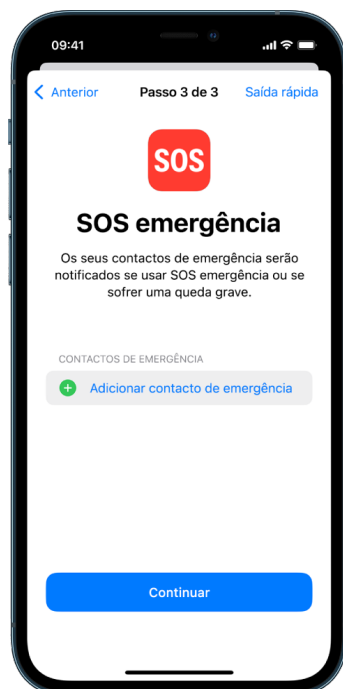 09:41
Anterior Passo 3 de 3 Saída rápida
SOS
SOS emergência
Os seus contactos de emergência serão
notificados se usar SOS emergência ou se
sofrer uma queda grave.
CONTACTOS DE EMERGÊNCIA
Adicionar contacto de emergência
Continuar